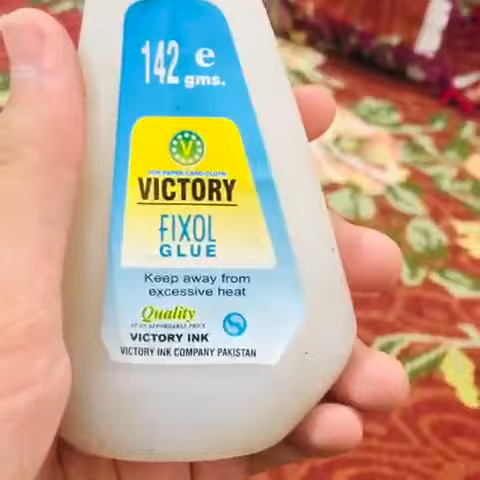 142 e
gms.
V
FOR PAPER CARD CLOTH
VICTORY
FIXOL
GLUE
Keep away from
excessive heat
Quality
AT AN AFFORDABLE PRICE
VICTORY INK
VICTORY INK COMPANY PAKISTAN